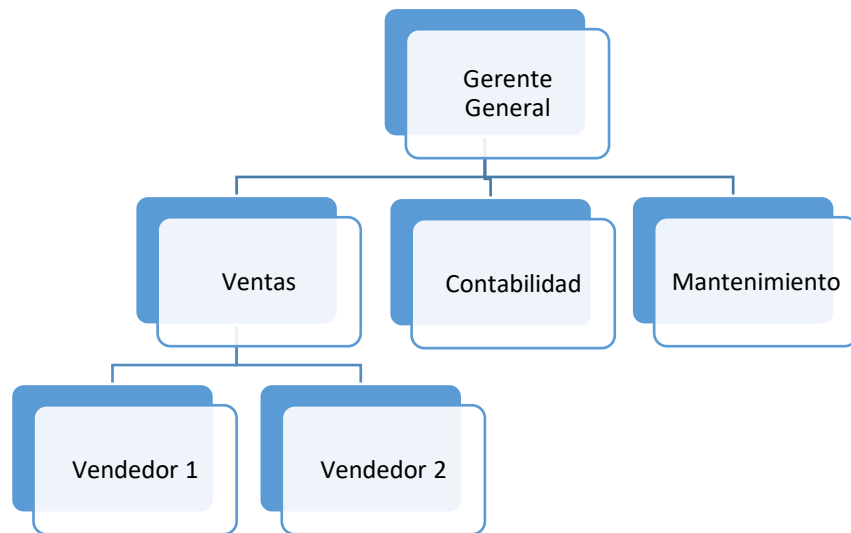 Gerente
General
Ventas
Contabilidad
Mantenimiento
Vendedor 1
Vendedor 2